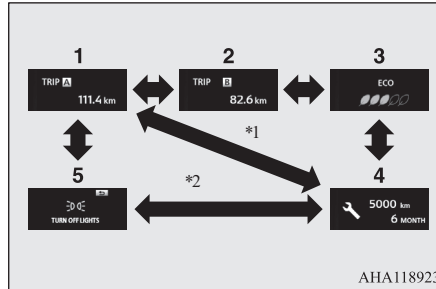 1 2 3
TRIP A
111.4 km
TRIP B
82.6 km
ECO
*1
*2
5 4
TURN OFF LIGHTS
5000 km
6 MONTH
AHA118923